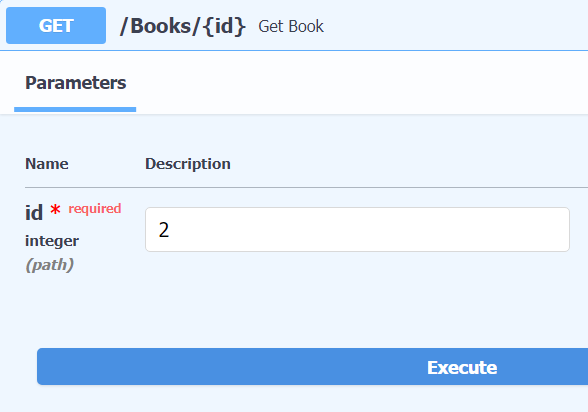 GET /Books/{id} Get Book
Parameters
Name Description
id * required
integer
(path)
2
Execute